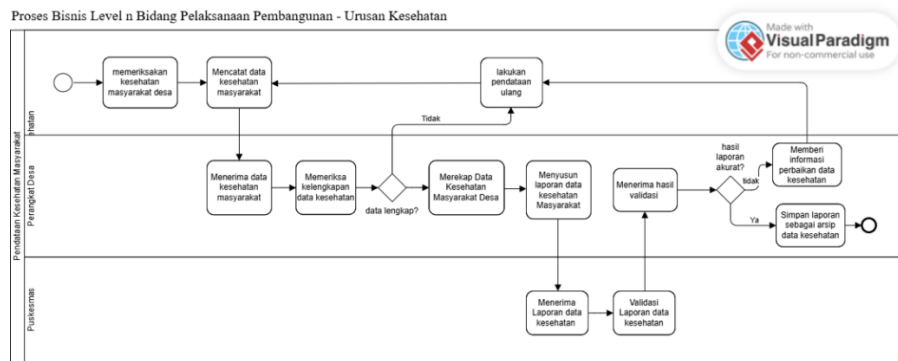 Proses Bisnis Level n Bidang Pelaksanaan Pembangunan - Urusan Kesehatan
Made with
Visual Paradigm
For non-commercial use
Pendataan Kesehatan Masyarakat
memeriksakan
kesehatan
masyarakat desa
Mencatat data
kesehatan
masyarakat
lakukan
pendataan
ulang
Tidak
Perangkat Desa
Menerima data
kesehatan
masyarakat
Memeriksa
kelengkapan
data kesehatan
data lengkap?
Merekap Data
Kesehatan
Masyarakat Desa
Menyusun
laporan data
kesehatan
Masyarakat
Menerima hasil
validasi
hasil
laporan
akurat?
tidak
Memberi
informasi
perbaikan data
kesehatan
Ya
Simpan laporan
sebagai arsip
data kesehatan
Puskesmas
Menerima
Laporan data
kesehatan
Validasi
Laporan data
kesehatan